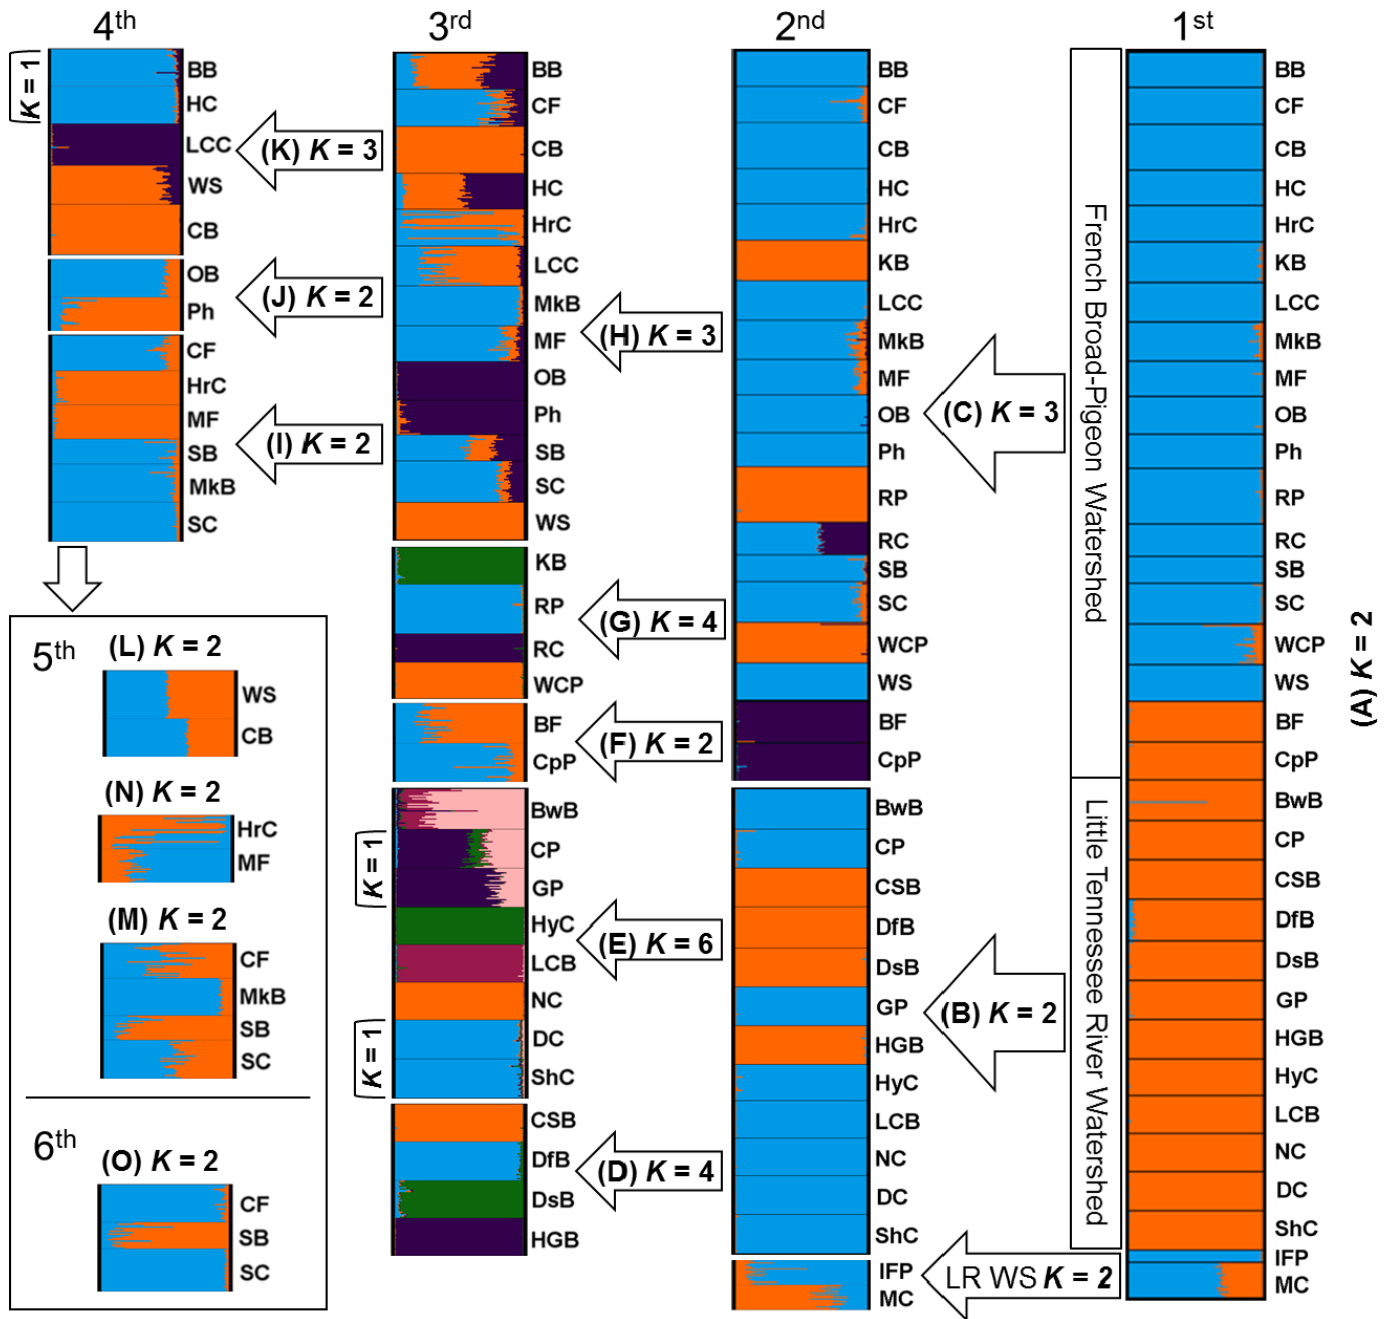 4th
3rd
2nd
1st
K = 1
BB
HC
LCC
WS
CB
OB
Ph
CF
HrC
MF
SB
MkB
SC
(K) K = 3
(J) K = 2
(I) K = 2
BB
CF
CB
HC
HrC
LCC
MkB
MF
OB
Ph
SB
SC
WS
KB
RP
RC
WCP
BF
CpP
BwB
CP
GP
HyC
LCB
NC
DC
ShC
CSB
DfB
DsB
HGB
K = 1
K = 1
(H) K = 3
(G) K = 4
(F) K = 2
(E) K = 6
(D) K = 4
BB
CF
CB
HC
HrC
KB
LCC
MkB
MF
OB
Ph
RP
RC
SB
SC
WCP
WS
BF
CpP
BwB
CP
CSB
DfB
DsB
GP
HGB
HyC
LCB
NC
DC
ShC
IFP
MC
(C) K = 3
(B) K = 2
LR WS K = 2
French Broad-Pigeon Watershed
Little Tennessee River Watershed
BB
CF
CB
HC
HrC
KB
LCC
MkB
MF
OB
Ph
RP
RC
SB
SC
WCP
WS
BF
CpP
BwB
CP
CSB
DfB
DsB
GP
HGB
HyC
LCB
NC
DC
ShC
IFP
MC
(A) K = 2
5th
(L) K = 2
WS
CB
(N) K = 2
HrC
MF
(M) K = 2
CF
MkB
SB
SC
6th
(O) K = 2
CF
SB
SC